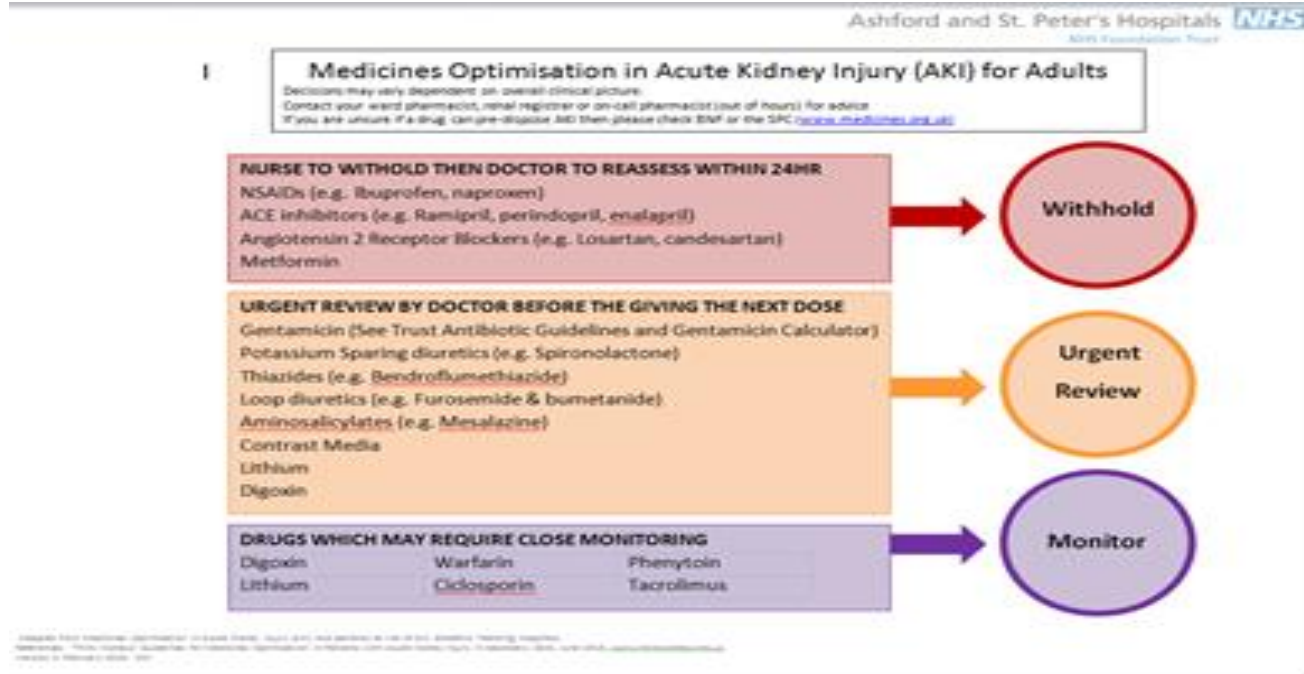 Ashford and St. Peter's Hospitals NHS
NHS Foundation Trust
Medicines Optimisation in Acute Kidney Injury (AKI) for Adults
Decisions may vary dependent on overall clinical picture.
Contact your ward pharmacist, renal registrar or on-call pharmacist (out of hours) for advice
If you are unsure if a drug can pre-dispose AKI then please check BNF or the SPC (www.medicines.org.uk)
NURSE TO WITHOLD THEN DOCTOR TO REASSESS WITHIN 24HR
NSAIDs (e.g. Ibuprofen, naproxen)
ACE inhibitors (e.g. Ramipril, perindopril, enalapril)
Angiotensin 2 Receptor Blockers (e.g. Losartan, candesartan)
Metformin
Withhold
URGENT REVIEW BY DOCTOR BEFORE THE GIVING THE NEXT DOSE
Gentamicin (See Trust Antibiotic Guidelines and Gentamicin Calculator)
Potassium Sparing diuretics (e.g. Spironolactone)
Thiazides (e.g. Bendroflumethiazide)
Loop diuretics (e.g. Furosemide & bumetanide)
Aminosalicylates (e.g. Mesalazine)
Contrast Media
Lithium
Digoxin
Urgent
Review
DRUGS WHICH MAY REQUIRE CLOSE MONITORING
Digoxin Warfarin Phenytoin
Lithium Ciclosporin Tacrolimus
Monitor